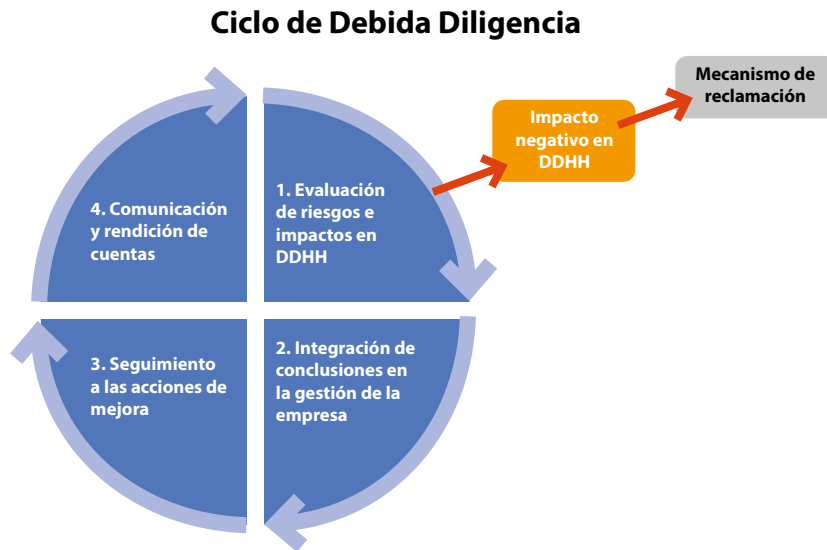 Ciclo de Debida Diligencia
Mecanismo de
reclamación
Impacto
negativo en
DDHH
1. Evaluación
de riesgos e
impactos en
DDHH
2. Integración de
conclusiones en
la gestión de la
empresa
3. Seguimiento
a las acciones de
mejora
4. Comunicación
y rendición de
cuentas